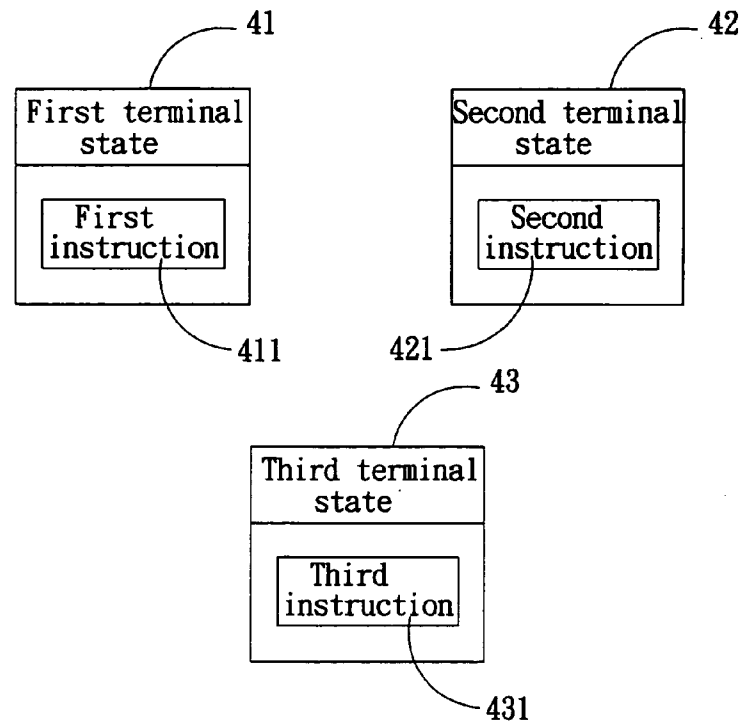 41
First terminal
state
First
instruction
411
42
Second terminal
state
Second
instruction
421
43
Third terminal
state
Third
instruction
431